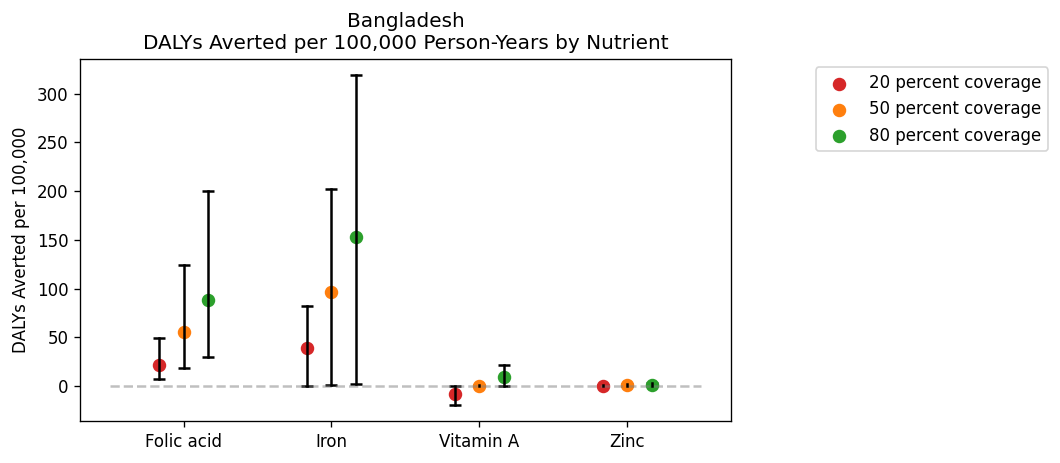 Bangladesh
DALYs Averted per 100,000 Person-Years by Nutrient
20 percent coverage
50 percent coverage
80 percent coverage
DALYs Averted per 100,000
300
250
200
150
100
50
0
Folic acid
Iron
Vitamin A
Zinc